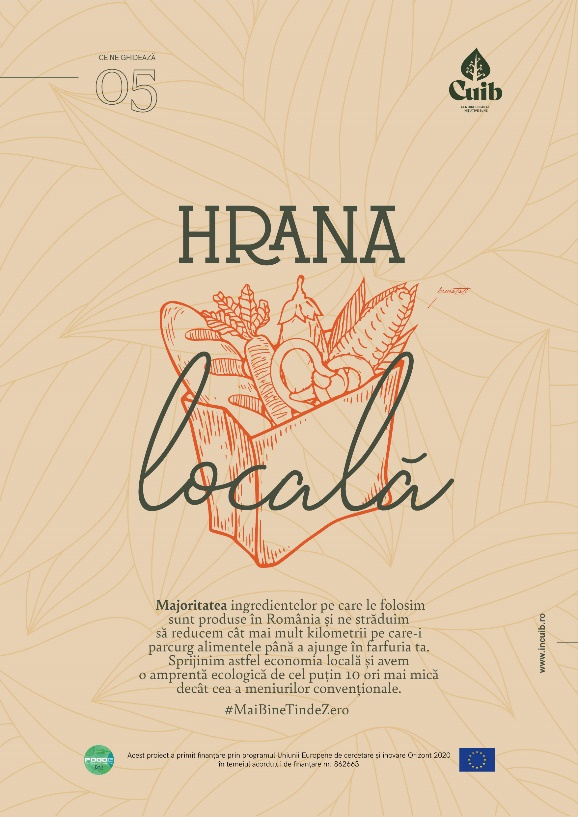 CE NE GHIDEAZĂ
05
Cuib
HRANA
locală
Majoritatea ingredientelor pe care le folosim
sunt produse în România și ne străduim
să reducem cât mai mult kilometrii pe care-i
parcurg alimentele până a ajunge în farfuria ta.
Sprijinim astfel economia locală și avem
o amprentă ecologică de cel puțin 10 ori mai mică
decât cea a meniurilor convenționale.
#MaiBineTindeZero
www.incuib.ro
Acest proiect a primit finanțare prin programul Uniunii Europene de cercetare și inovare Orizont 2020
în temeiul acordului de finanțare nr. 862663